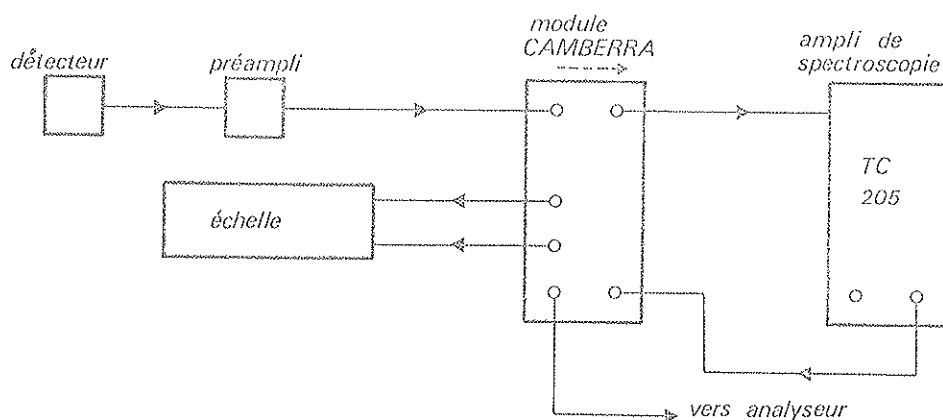 module
CAMBERRA
ampli de
spectroscopie
détecteur
préampli
TC
205
échelle
vers analyseur